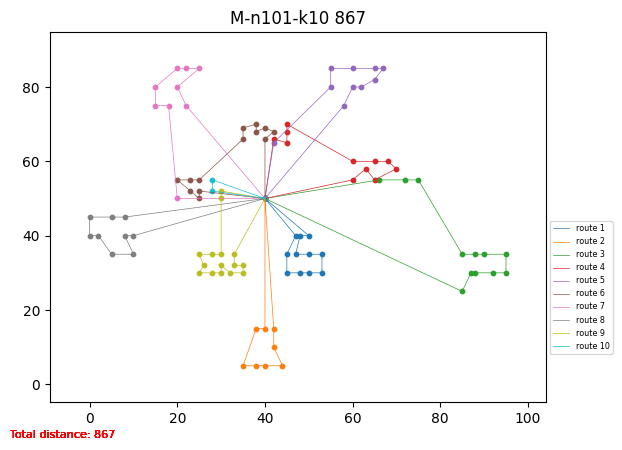 M-n101-k10 867
80
60
40
20
0
0 20 40 60 80 100
route 1
route 2
route 3
route 4
route 5
route 6
route 7
route 8
route 9
route 10
Total distance: 867